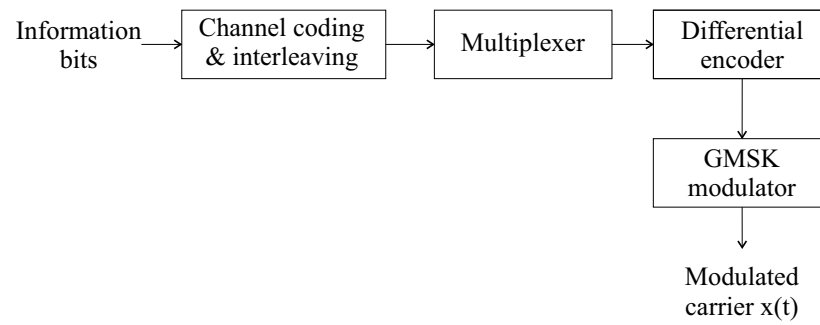 Information
bits
Channel coding
& interleaving
Multiplexer
Differential
encoder
GMSK
modulator
Modulated
carrier x(t)